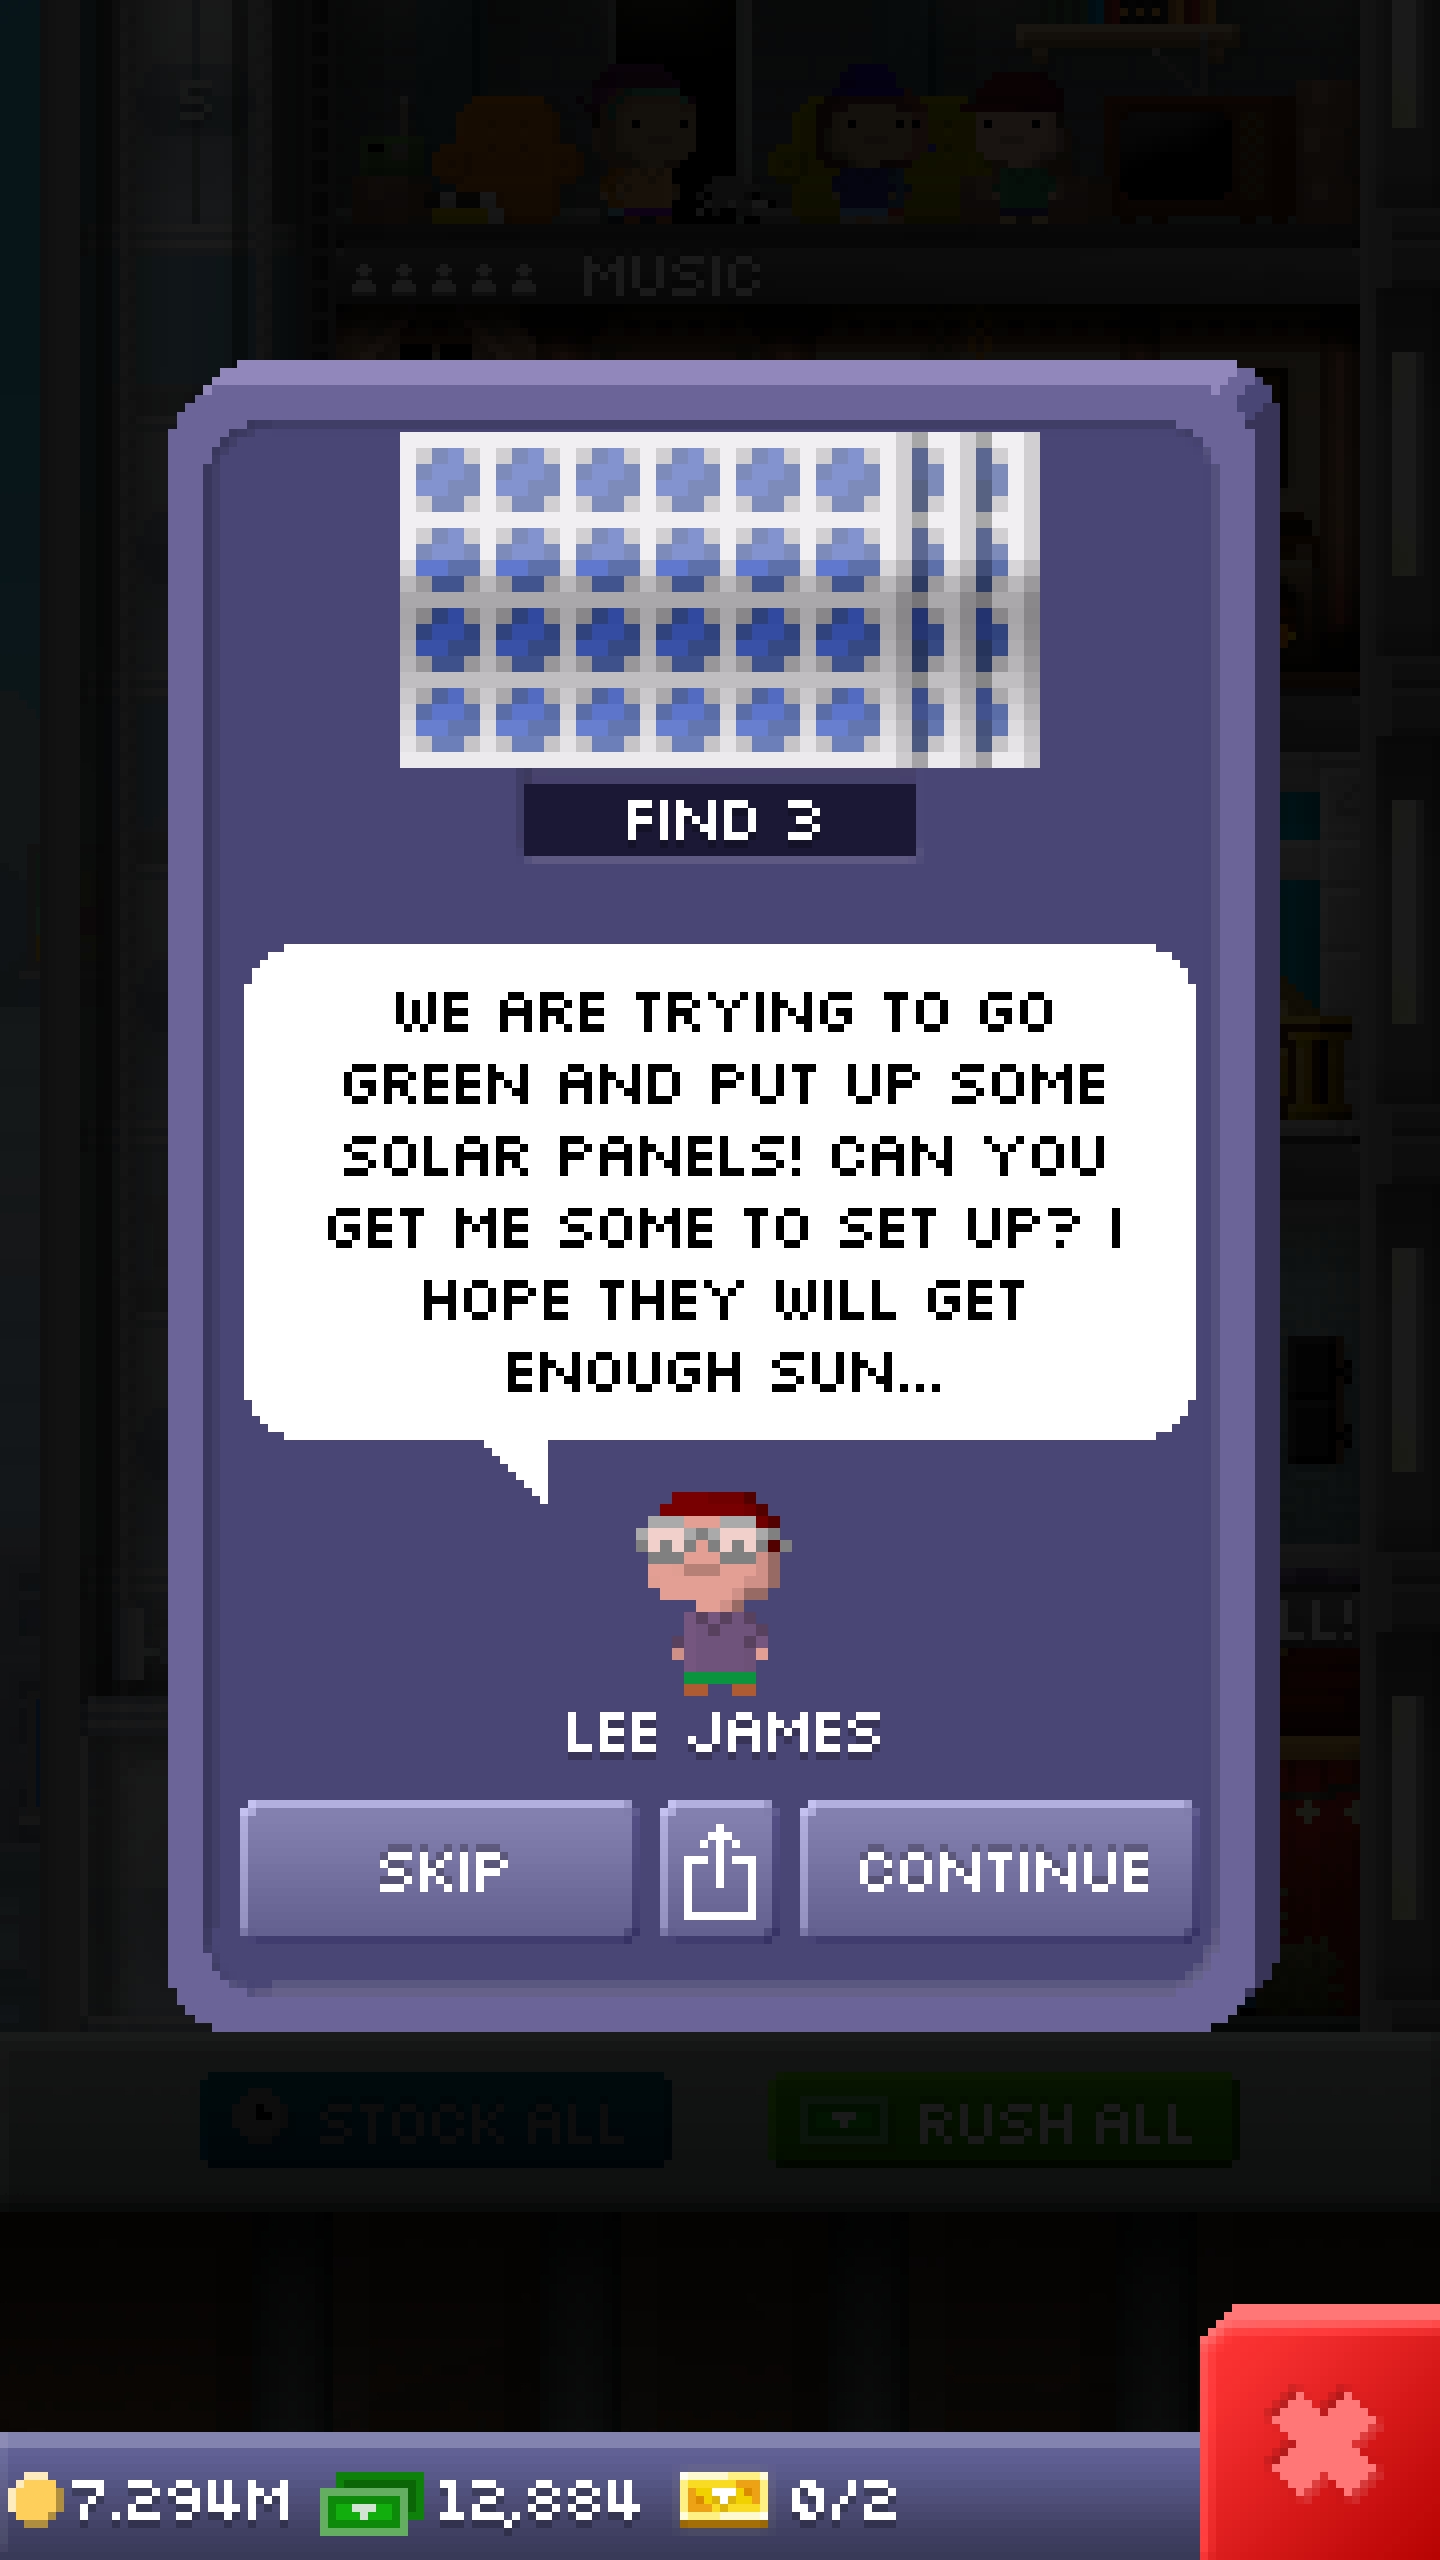 5
MUSIC
FIND 3
WE ARE TRYING TO GO
GREEN AND PUT UP SOME
SOLAR PANELS! CAN YOU
GET ME SOME TO SET UP? I
HOPE THEY WILL GET
ENOUGH SUN...
LEE JAMES
SKIP
CONTINUE
STOCK ALL
RUSH ALL
7.294M
12,884
0/2